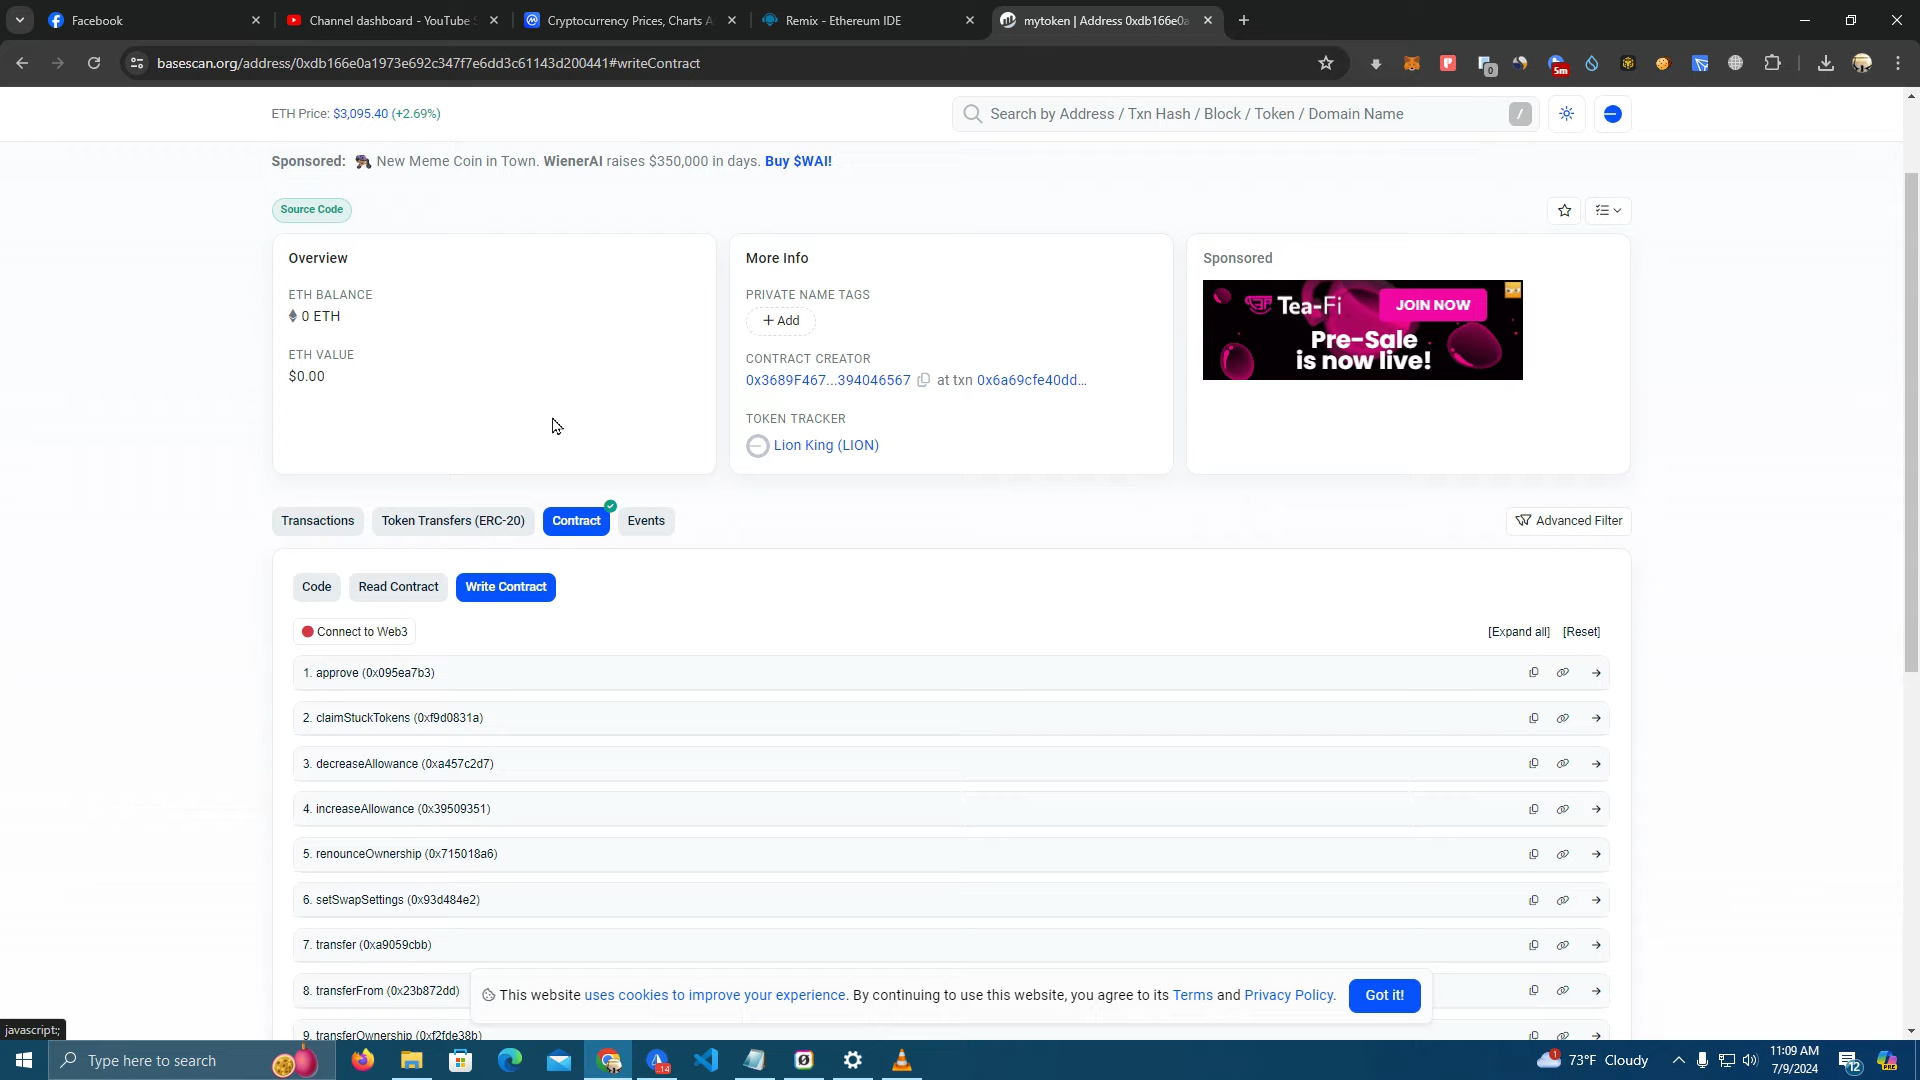 Facebook
Channel dashboard - YouTube S
Cryptocurrency Prices, Charts A
Remix - Ethereum IDE
mytoken | Address 0xdb166e0a
basescan.org/address/0xdb166e0a1973e692c347f7e6dd3c61143d200441#writeContract
0
5m
ETH Price: $3,095.40 (+2.69%)
Search by Address / Txn Hash / Block / Token / Domain Name
/
Sponsored: New Meme Coin in Town. WienerAI raises $350,000 in days. Buy $WAI!
Source Code
Overview
ETH BALANCE
0 ETH
ETH VALUE
$0.00
More Info
PRIVATE NAME TAGS
+ Add
CONTRACT CREATOR
0x3689F467...394046567 at txn 0x6a69cfe40dd...
TOKEN TRACKER
Lion King (LION)
Sponsored
Tea-Fi
JOIN NOW
Pre-Sale
is now live!
Transactions
Token Transfers (ERC-20)
Contract
Events
Advanced Filter
Code
Read Contract
Write Contract
Connect to Web3
[Expand all] [Reset]
1. approve (0x095ea7b3)
2. claimStuckTokens (0xf9d0831a)
3. decreaseAllowance (0xa457c2d7)
4. increaseAllowance (0x39509351)
5. renounceOwnership (0x715018a6)
6. setSwapSettings (0x93d484e2)
7. transfer (0xa9059cbb)
8. transferFrom (0x23b872dd)
9. transferOwnership (0xf2fde38b)
This website uses cookies to improve your experience. By continuing to use this website, you agree to its Terms and Privacy Policy.
Got it!
javascript:;
Type here to search
14
1
73°F Cloudy
11:09 AM
7/9/2024
12
PRE